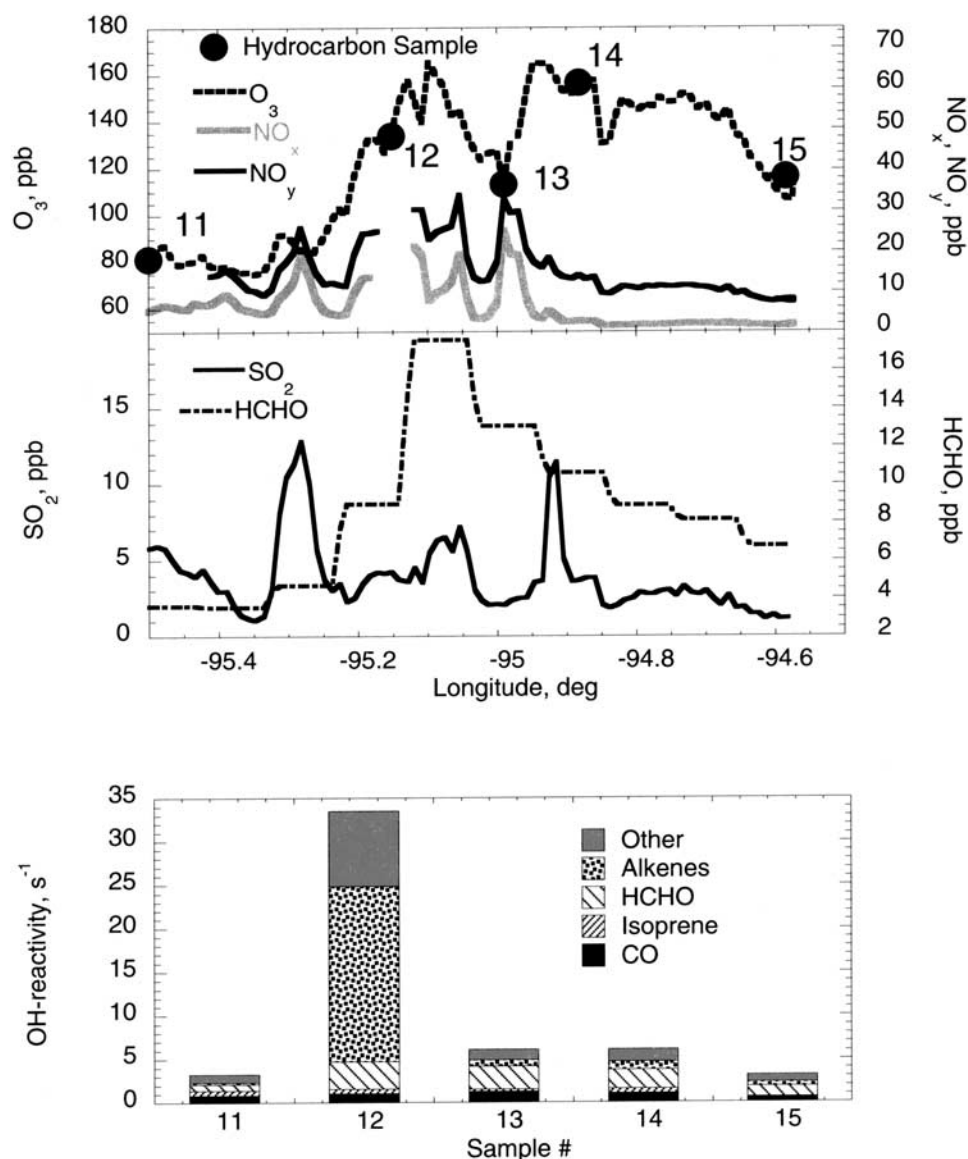 180
160
140
120
100
80
60
O3, ppb
Hydrocarbon Sample
O3
NOx
NOy
11
12
13
14
15
70
60
50
40
30
20
10
0
NOx, NOy, ppb
15
10
5
0
SO2, ppb
SO2
HCHO
16
14
12
10
8
6
4
2
HCHO, ppb
-95.4
-95.2
-95
-94.8
-94.6
Longitude, deg
35
30
25
20
15
10
5
0
OH-reactivity, s-1
Other
Alkenes
HCHO
Isoprene
CO
11
12
13
14
15
Sample #